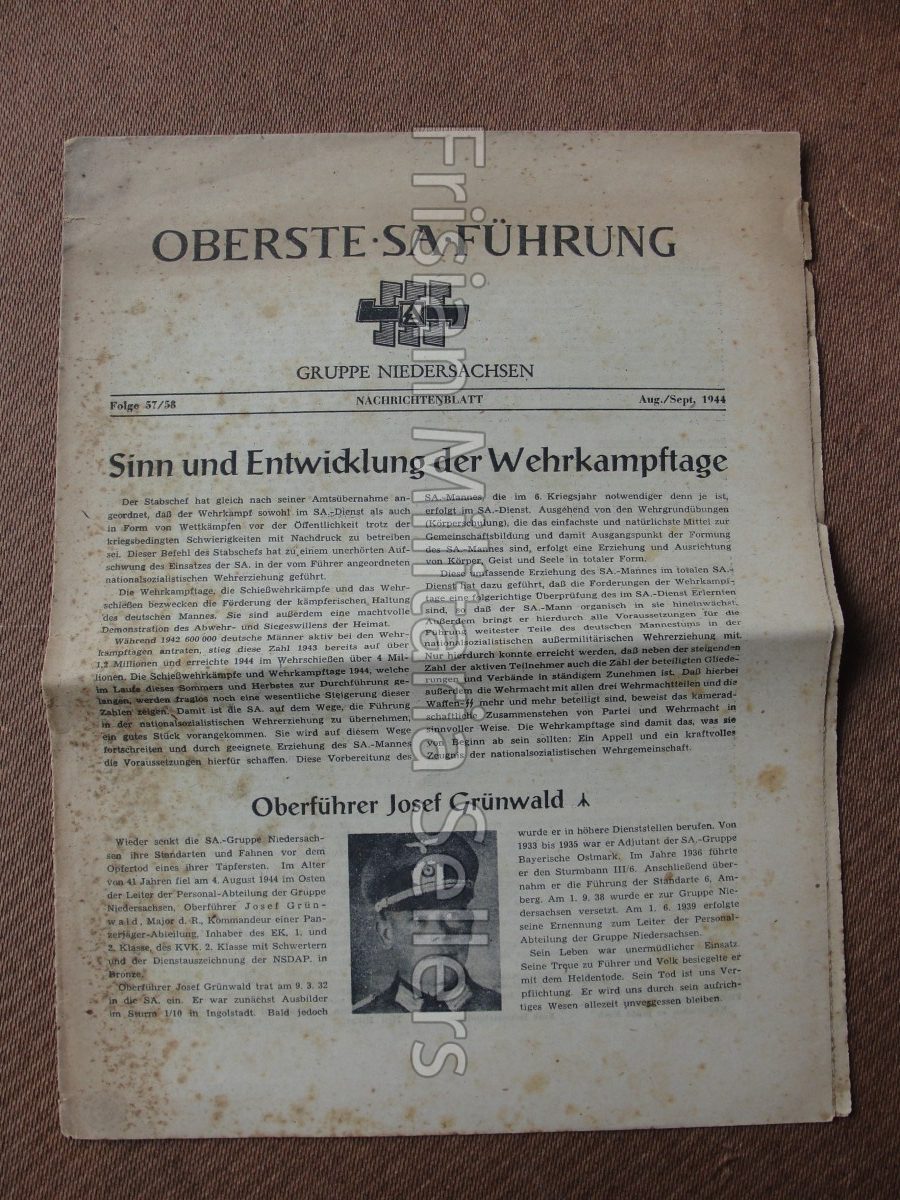 OBERSTE·SA FÜHRUNG
GRUPPE NIEDERSACHSEN
Folge 57/58 NACHRICHTENBLATT Aug./Sept. 1944
Sinn und Entwicklung der Wehrkampftage
Der Stabschef hat gleich nach seiner Amtsübernahme an-
geordnet, daß der Wehrkampf sowohl im SA.-Dienst als auch
in Form von Wettkämpfen vor der Öffentlichkeit trotz der
kriegsbedingten Schwierigkeiten mit Nachdruck zu betreiben
sei. Dieser Befehl des Stabschefs hat zu einem unerhörten Auf-
schwung des Einsatzes der SA. in der vom Führer angeordneten
nationalsozialistischen Wehrerziehung geführt.
Die Wehrkampftage, die Schießwehrkämpfe und das Wehr-
schießen bezwecken die Förderung der kämpferischen Haltung
des deutschen Mannes. Sie sind außerdem eine machtvolle
Demonstration des Abwehr- und Siegeswillens der Heimat.
Während 1942 600 000 deutsche Männer aktiv bei den Wehr-
kampftagen antraten, stieg diese Zahl 1943 bereits auf über
1,2 Millionen und erreichte 1944 im Wehrschießen über 4 Mil-
lionen. Die Schießwehrkämpfe und Wehrkampftage 1944, welche
im Laufe dieses Sommers und Herbstes zur Durchführung ge-
langen, werden fraglos noch eine wesentliche Steigerung dieser
Zahlen zeigen. Damit ist die SA. auf dem Wege, die Führung
in der nationalsozialistischen Wehrerziehung zu übernehmen,
ein gutes Stück vorangekommen. Sie wird auf diesem Wege
fortschreiten und durch geeignete Erziehung des SA.-Mannes
die Voraussetzungen hierfür schaffen. Diese Vorbereitung des
SA.-Mannes, die im 6. Kriegsjahr notwendiger denn je ist,
erfolgt im SA.-Dienst. Ausgehend von den Wehrgrundübungen
(Körperschulung), die das einfachste und natürlichste Mittel zur
Gemeinschaftsbildung und damit Ausgangspunkt der Formung
des SA.-Mannes sind, erfolgt eine Erziehung und Ausrichtung
von Körper, Geist und Seele in totaler Form.
Diese umfassende Erziehung des SA.-Mannes im totalen SA.-
Dienst hat dazu geführt, daß die Forderungen der Wehrkampf-
tage eine folgerichtige Überprüfung des im SA.-Dienst Erlernten
sind, so daß der SA.-Mann organisch in sie hineinwächst.
Außerdem bringt er hierdurch alle Voraussetzungen für die
Führung weitester Teile des deutschen Mannestums in der
nationalsozialistischen außermilitärischen Wehrerziehung mit.
Nur hierdurch konnte erreicht werden, daß neben der steigenden
Zahl der aktiven Teilnehmer auch die Zahl der beteiligten Gliede-
rungen und Verbände in ständigem Zunehmen ist. Daß hierbei
außerdem die Wehrmacht mit allen drei Wehrmachtteilen und die
Waffen-SS mehr und mehr beteiligt sind, beweist das kamerad-
schaftliche Zusammenstehen von Partei und Wehrmacht in
sinnvoller Weise. Die Wehrkampftage sind damit das, was sie
von Beginn ab sein sollten: Ein Appell und ein kraftvolles
Zeugnis der nationalsozialistischen Wehrgemeinschaft.
Oberführer Josef Grünwald
Wieder senkt die SA.-Gruppe Niedersach-
sen ihre Standarten und Fahnen vor dem
Opfertod eines ihrer Tapfersten. Im Alter
von 41 Jahren fiel am 4. August 1944 im Osten
der Leiter der Personal-Abteilung der Gruppe
Niedersachsen, Oberführer Josef Grün-
wald, Major d. R., Kommandeur einer Pan-
zerjäger-Abteilung, Inhaber des EK. 1. und
2. Klasse, des KVK. 2. Klasse mit Schwertern
und der Dienstauszeichnung der NSDAP. in
Bronze.
Oberführer Josef Grünwald trat am 9. 3. 32
in die SA. ein. Er war zunächst Ausbilder
im Sturm 1/10 in Ingolstadt. Bald jedoch
wurde er in höhere Dienststellen berufen. Von
1933 bis 1935 war er Adjutant der SA.-Gruppe
Bayerische Ostmark. Im Jahre 1936 führte
er den Sturmbann III/6. Anschließend über-
nahm er die Führung der Standarte 6, Am-
berg. Am 1. 9. 38 wurde er zur Gruppe Nie-
dersachsen versetzt. Am 1. 6. 1939 erfolgte
seine Ernennung zum Leiter der Personal-
Abteilung der Gruppe Niedersachsen.
Sein Leben war unermüdlicher Einsatz.
Seine Treue zu Führer und Volk besiegelte er
mit dem Heldentode. Sein Tod ist uns Ver-
pflichtung. Er wird uns durch sein aufrich-
tiges Wesen allezeit unvergessen bleiben.
Frisian Militaria Sellers